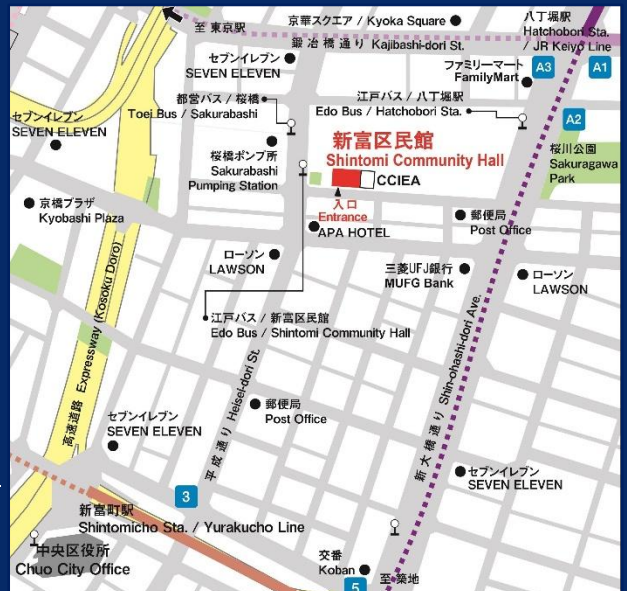 至 東京駅
京華スクエア / Kyoka Square
八丁堀駅
Hatchobori Sta.
/ JR Keiyo Line
鍛冶橋通り Kajibashi-dori St.
セブンイレブン
SEVEN ELEVEN
ファミリーマート
FamilyMart
A3
A1
セブンイレブン
SEVEN ELEVEN
都営バス / 桜橋
Toei Bus / Sakurabashi
江戸バス / 八丁堀駅
Edo Bus / Hatchobori Sta.
A2
桜川公園
Sakuragawa
Park
桜橋ポンプ所
Sakurabashi
Pumping Station
新富区民館
Shintomi Community Hall
CCIEA
入口
Entrance
京橋プラザ
Kyobashi Plaza
郵便局
Post Office
APA HOTEL
ローソン
LAWSON
三菱UFJ銀行
MUFG Bank
ローソン
LAWSON
江戸バス / 新富区民館
Edo Bus / Shintomi Community Hall
高速道路 Expressway (Kosoku Doro)
平成通り Heisei-dori St.
新大橋通り Shin-ohashi-dori Ave.
郵便局
Post Office
セブンイレブン
SEVEN ELEVEN
セブンイレブン
SEVEN ELEVEN
3
新富町駅
Shintomicho Sta. / Yurakucho Line
中央区役所
Chuo City Office
交番
Koban
5
至 築地